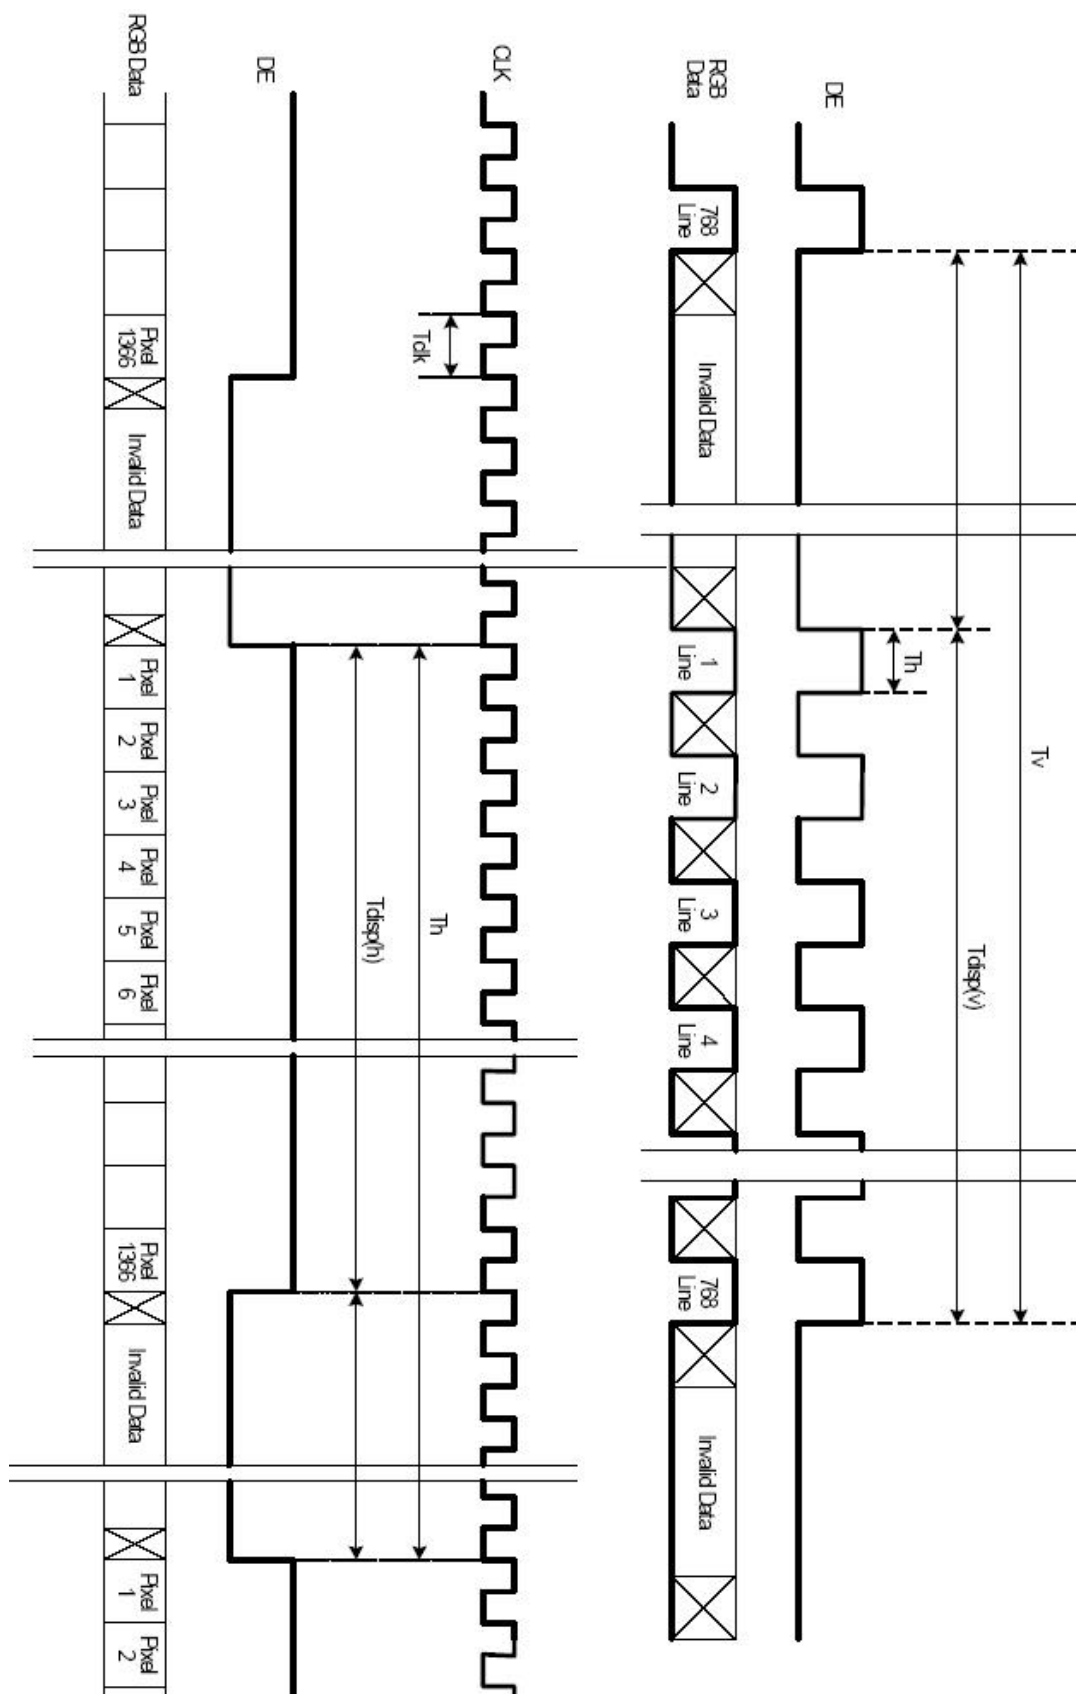 Tv
Tdisp(v)
Th
DE
RGB
Data
768
Line
Invalid Data
1
Line
2
Line
3
Line
4
Line
768
Line
Invalid Data
CLK
Tclk
Th
Tdisp(h)
DE
RGB Data
Pixel
1366
Invalid Data
Pixel
1
Pixel
2
Pixel
3
Pixel
4
Pixel
5
Pixel
6
Pixel
1366
Invalid Data
Pixel
1
Pixel
2